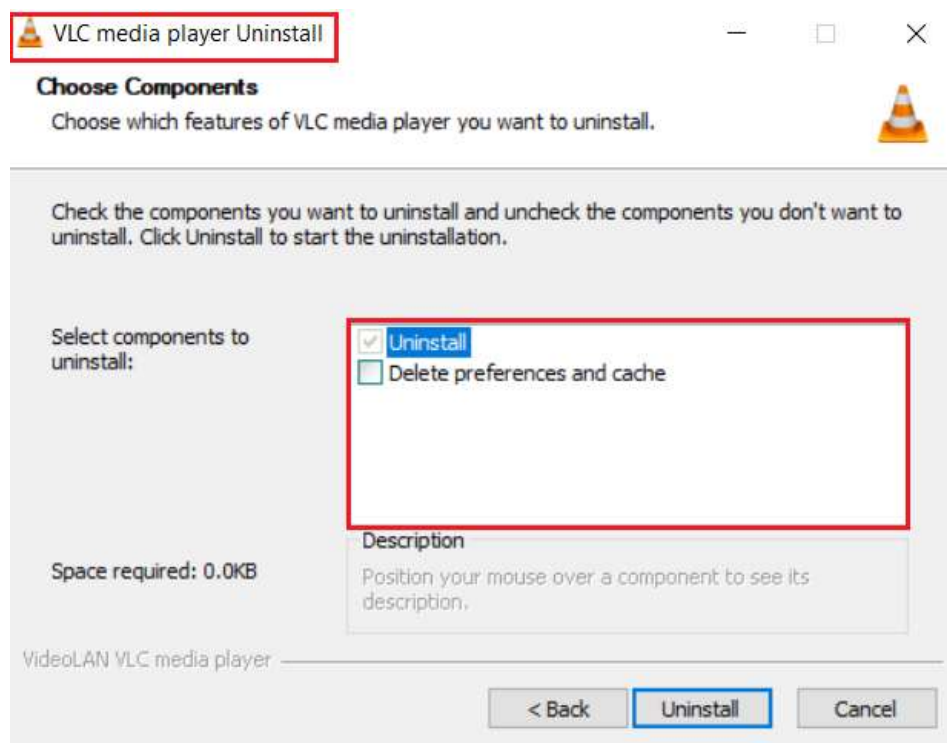 VLC media player Uninstall
Choose Components
Choose which features of VLC media player you want to uninstall.
Check the components you want to uninstall and uncheck the components you don't want to
uninstall. Click Uninstall to start the uninstallation.
Select components to
uninstall:
Uninstall
Delete preferences and cache
Space required: 0.0KB
Description
Position your mouse over a component to see its
description.
VideoLAN VLC media player
< Back
Uninstall
Cancel